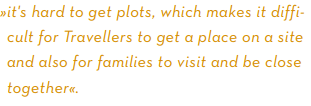 »it's hard to get plots, which makes it diffi-
cult for Travellers to get a place on a site
and also for families to visit and be close
together«.